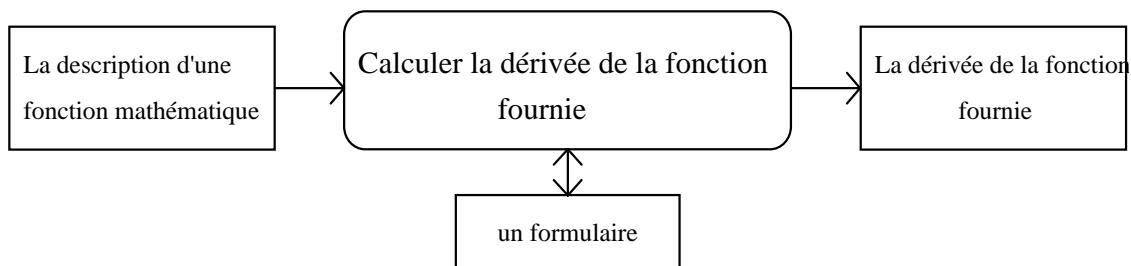 La description d'une
fonction mathématique
Calculer la dérivée de la fonction
fournie
La dérivée de la fonction
fournie
un formulaire